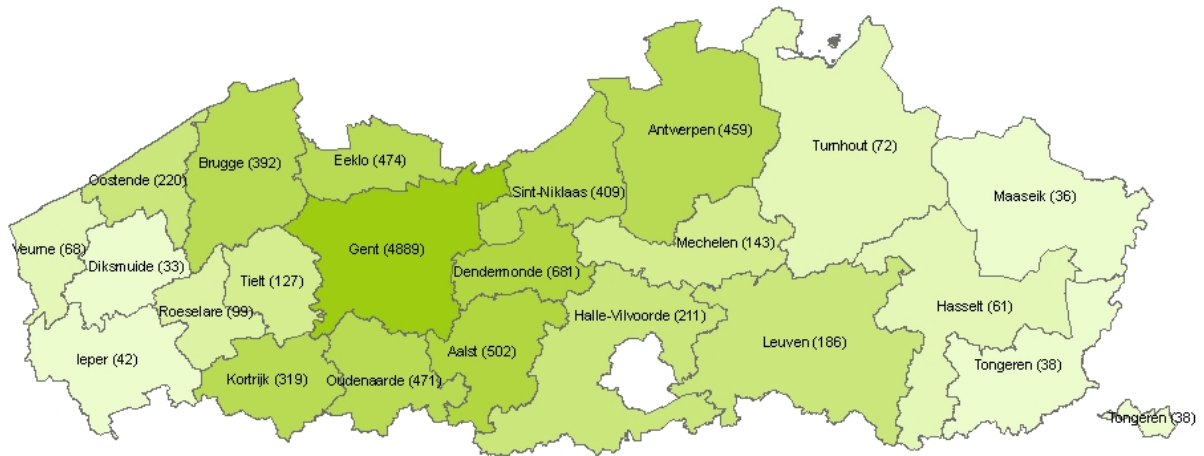 Antwerpen (459)
Turnhout (72)
Brugge (392)
Eeklo (474)
Oostende (220)
Sint-Niklaas (409)
Maaseik (36)
Veurne (68)
Diksmuide (33)
Gent (4889)
Mechelen (143)
Tielt (127)
Dendermonde (681)
Roeselare (99)
Hasselt (61)
Halle-Vilvoorde (211)
Ieper (42)
Aalst (502)
Leuven (186)
Kortrijk (319)
Oudenaarde (471)
Tongeren (38)
Tongeren (38)